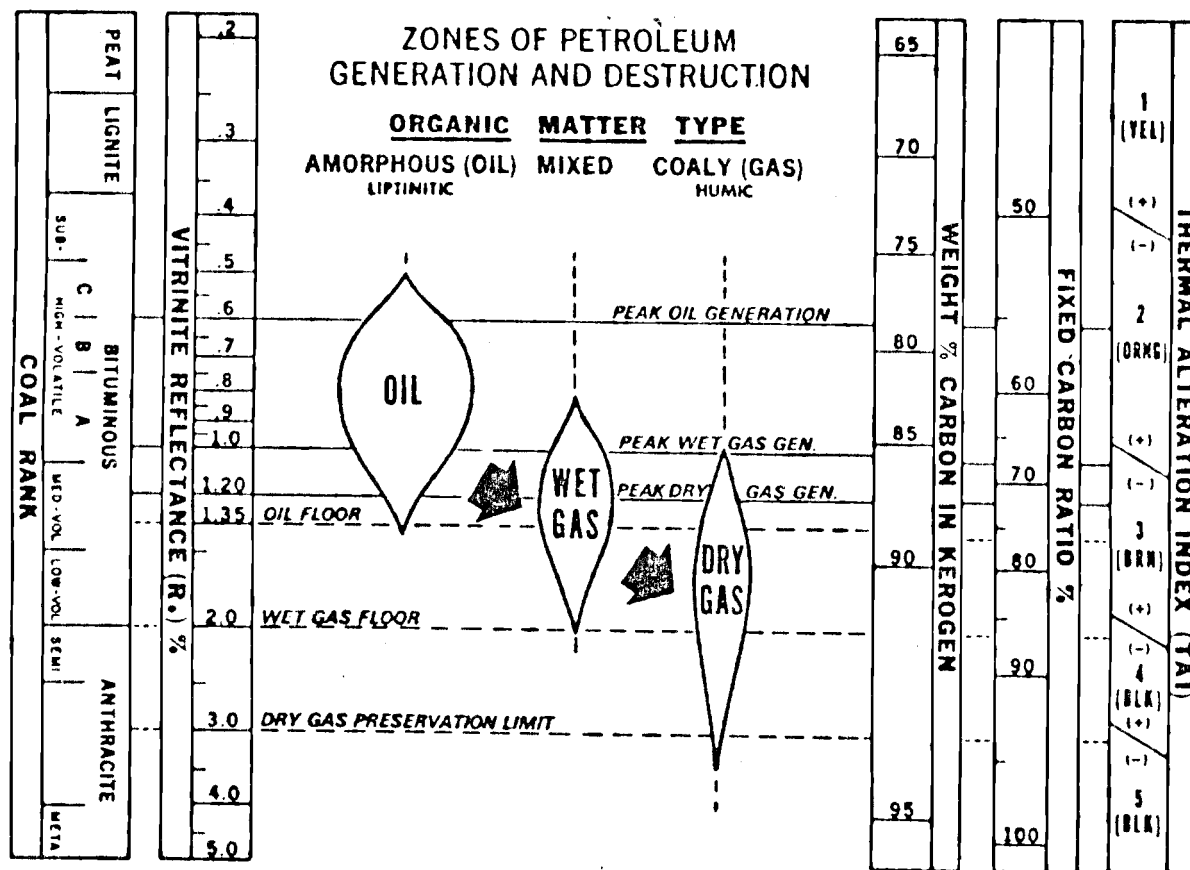 ZONES OF PETROLEUM
GENERATION AND DESTRUCTION
ORGANIC MATTER TYPE
AMORPHOUS (OIL) MIXED COALY (GAS)
LIPTINITIC HUMIC
COAL RANK
PEAT
LIGNITE
SUB-
BITUMINOUS
HIGH-VOLATILE
C
B
A
MED-VOL
LOW-VOL
SEMI
ANTHRACITE
META
VITRINITE REFLECTANCE (R.) %
.2
.3
.4
.5
.6
.7
.8
.9
1.0
1.20
1.35
2.0
3.0
4.0
5.0
PEAK OIL GENERATION
OIL
PEAK WET GAS GEN.
WET
GAS
PEAK DRY GAS GEN.
OIL FLOOR
DRY
GAS
WET GAS FLOOR
DRY GAS PRESERVATION LIMIT
65
70
75
80
85
90
95
WEIGHT % CARBON IN KEROGEN
50
60
70
80
90
100
FIXED CARBON RATIO %
1
(YEL)
(+)
(-)
2
(ORNG)
(+)
(-)
3
(BRN)
(+)
(-)
4
(BLK)
(+)
(-)
5
(BLK)
THERMAL ALTERATION INDEX (TAI)